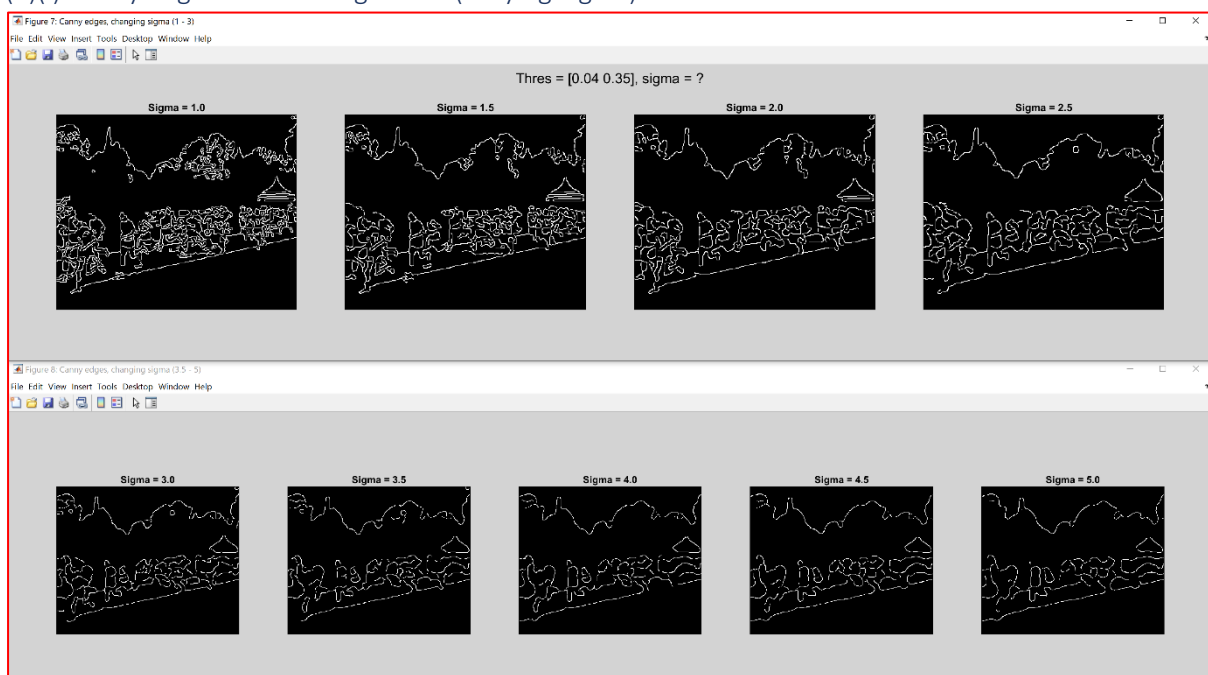 Figure 7: Canny edges, changing sigma (1 - 3)
File Edit View Insert Tools Desktop Window Help
Thres = [0.04 0.35], sigma = ?
Sigma = 1.0 Sigma = 1.5 Sigma = 2.0 Sigma = 2.5
Figure 8: Canny edges, changing sigma (3.5 - 5)
File Edit View Insert Tools Desktop Window Help
Sigma = 3.0 Sigma = 3.5 Sigma = 4.0 Sigma = 4.5 Sigma = 5.0